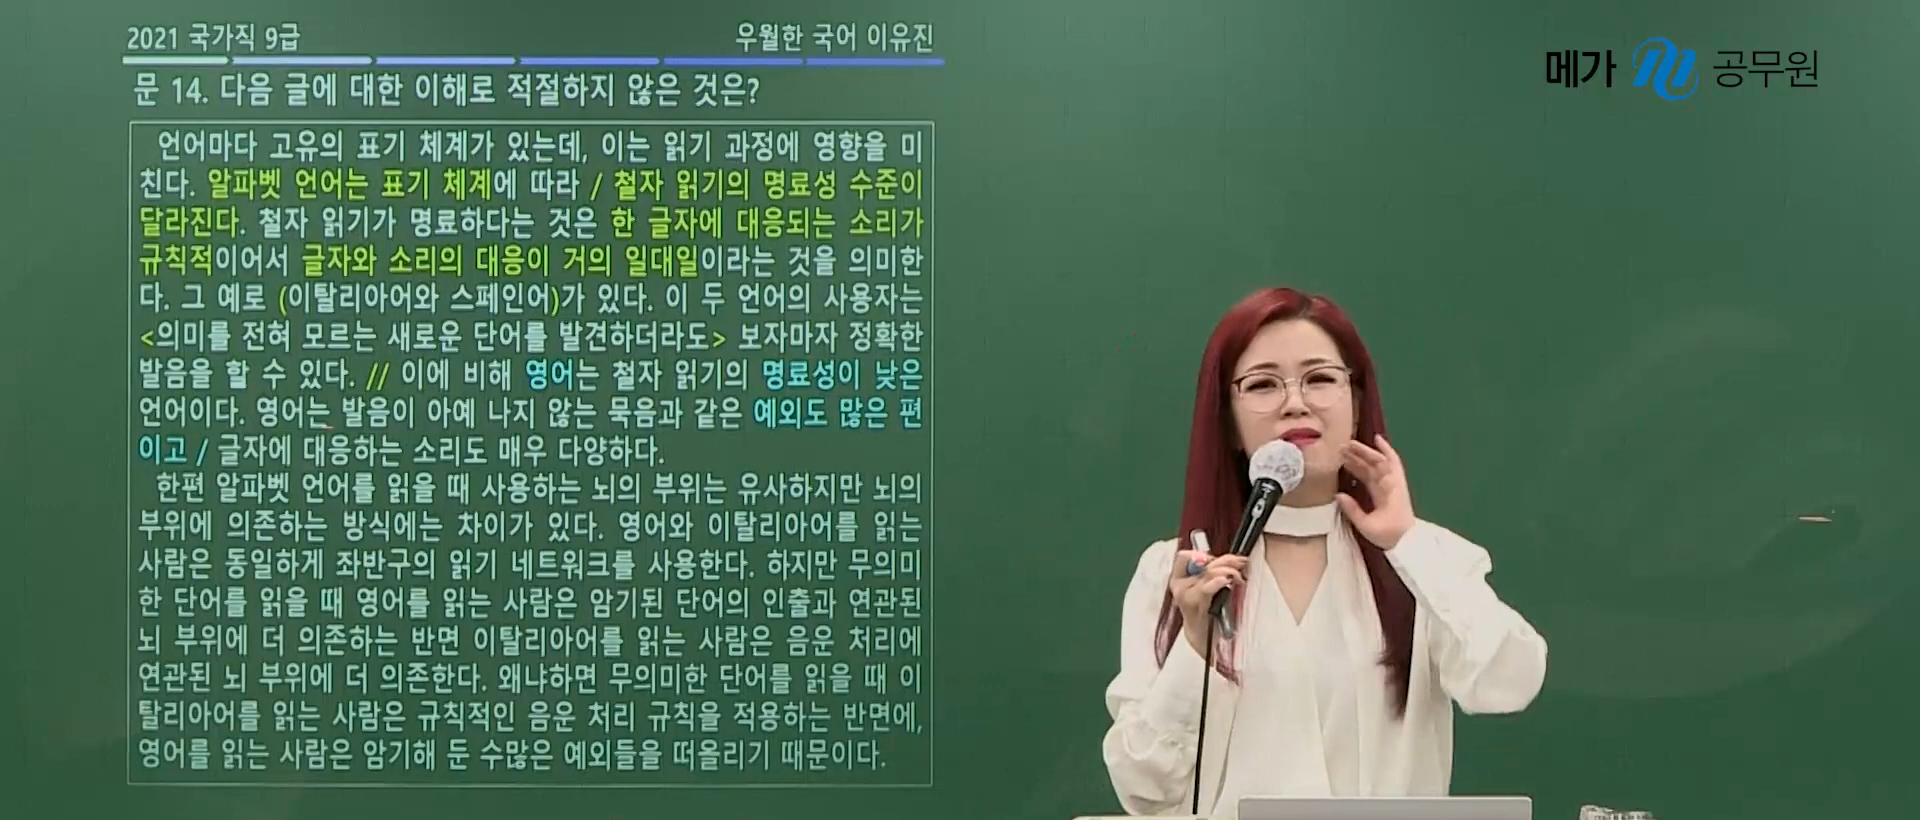 2021 국가직 9급
우월한 국어 이유진
메가 공무원
문 14. 다음 글에 대한 이해로 적절하지 않은 것은?
언어마다 고유의 표기 체계가 있는데, 이는 읽기 과정에 영향을 미
친다. 알파벳 언어는 표기 체계에 따라 / 철자 읽기의 명료성 수준이
달라진다. 철자 읽기가 명료하다는 것은 한 글자에 대응되는 소리가
규칙적이어서 글자와 소리의 대응이 거의 일대일이라는 것을 의미한
다. 그 예로 (이탈리아어와 스페인어)가 있다. 이 두 언어의 사용자는
<의미를 전혀 모르는 새로운 단어를 발견하더라도> 보자마자 정확한
발음을 할 수 있다. // 이에 비해 영어는 철자 읽기의 명료성이 낮은
언어이다. 영어는 발음이 아예 나지 않는 묵음과 같은 예외도 많은 편
이고 / 글자에 대응하는 소리도 매우 다양하다.
한편 알파벳 언어를 읽을 때 사용하는 뇌의 부위는 유사하지만 뇌의
부위에 의존하는 방식에는 차이가 있다. 영어와 이탈리아어를 읽는
사람은 동일하게 좌반구의 읽기 네트워크를 사용한다. 하지만 무의미
한 단어를 읽을 때 영어를 읽는 사람은 암기된 단어의 인출과 연관된
뇌 부위에 더 의존하는 반면 이탈리아어를 읽는 사람은 음운 처리에
연관된 뇌 부위에 더 의존한다. 왜냐하면 무의미한 단어를 읽을 때 이
탈리아어를 읽는 사람은 규칙적인 음운 처리 규칙을 적용하는 반면에,
영어를 읽는 사람은 암기해 둔 수많은 예외들을 떠올리기 때문이다.